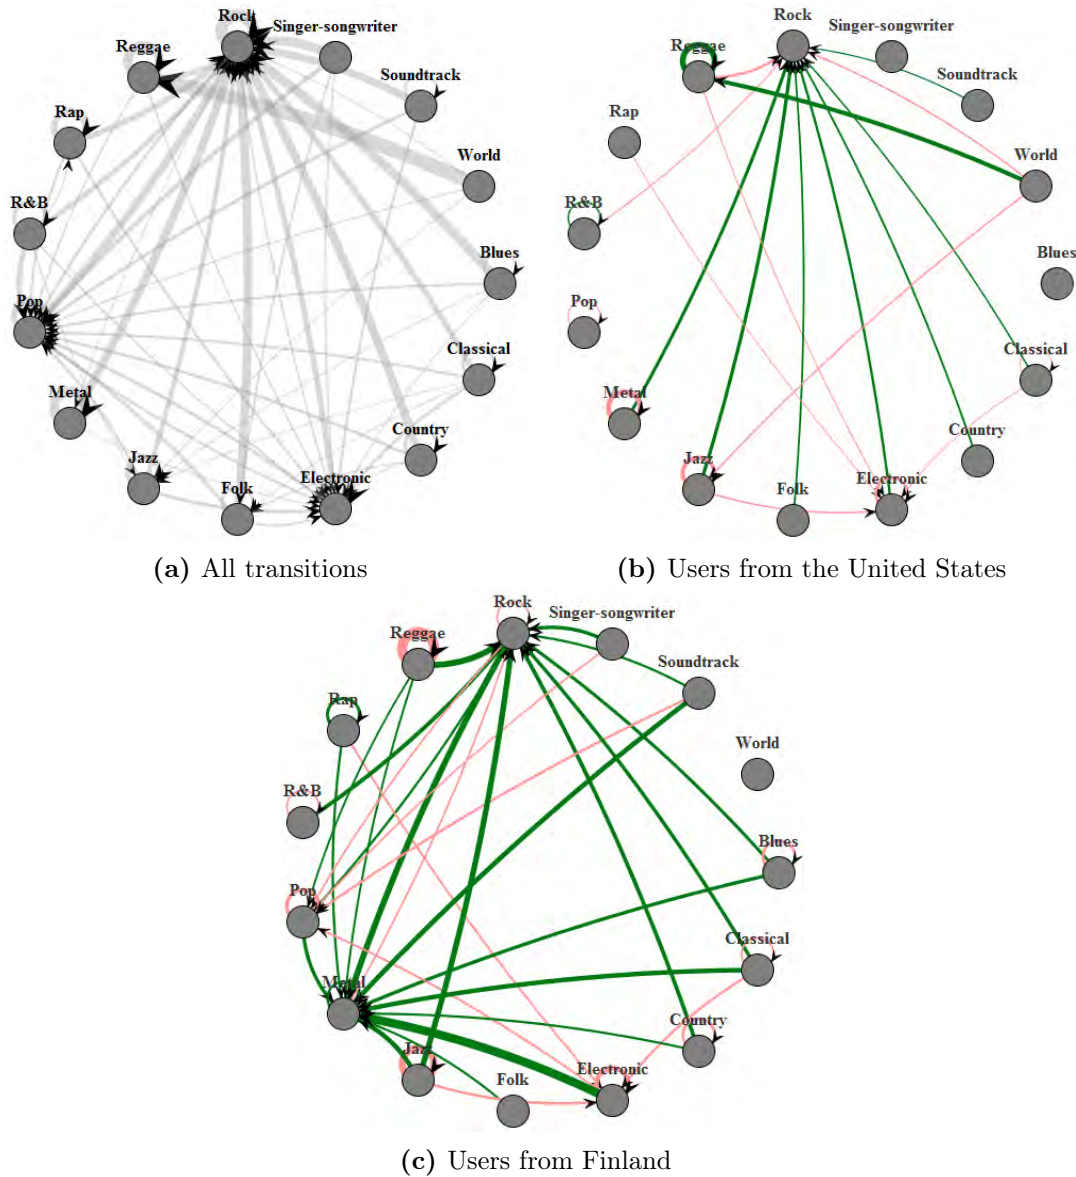 Rock
Singer-songwriter
Reggae
Soundtrack
Rap
World
R&B
Blues
Pop
Classical
Metal
Country
Jazz
Electronic
Folk
(a) All transitions
Rock
Singer-songwriter
Reggae
Soundtrack
Rap
World
R&B
Blues
Pop
Classical
Metal
Country
Jazz
Electronic
Folk
(b) Users from the United States
Rock
Singer-songwriter
Reggae
Soundtrack
Rap
World
R&B
Blues
Pop
Classical
Metal
Country
Jazz
Electronic
Folk
(c) Users from Finland